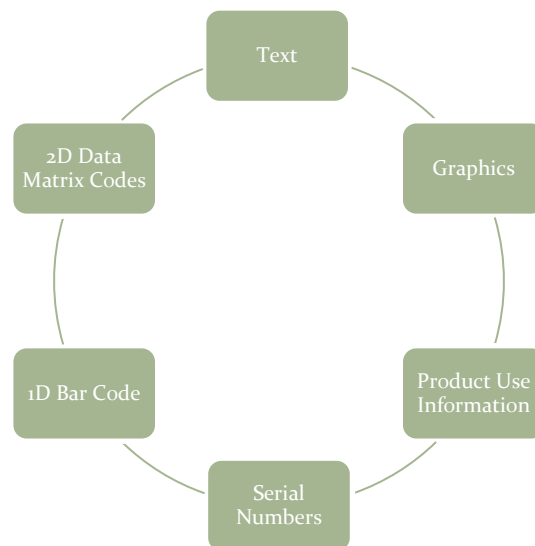 Text
Graphics
Product Use
Information
Serial
Numbers
1D Bar Code
2D Data
Matrix Codes